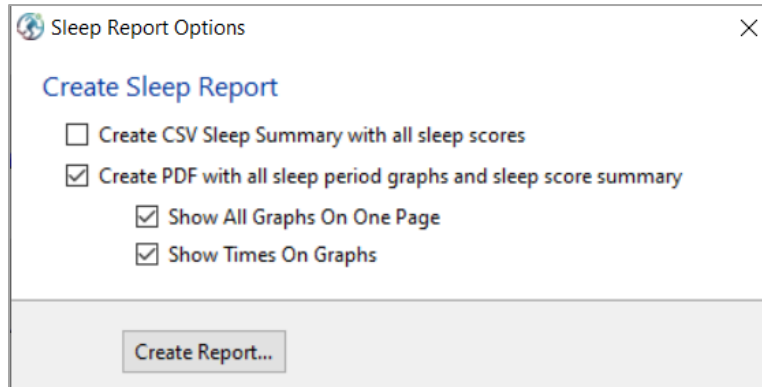 Sleep Report Options
Create Sleep Report
Create CSV Sleep Summary with all sleep scores
Create PDF with all sleep period graphs and sleep score summary
Show All Graphs On One Page
Show Times On Graphs
Create Report...